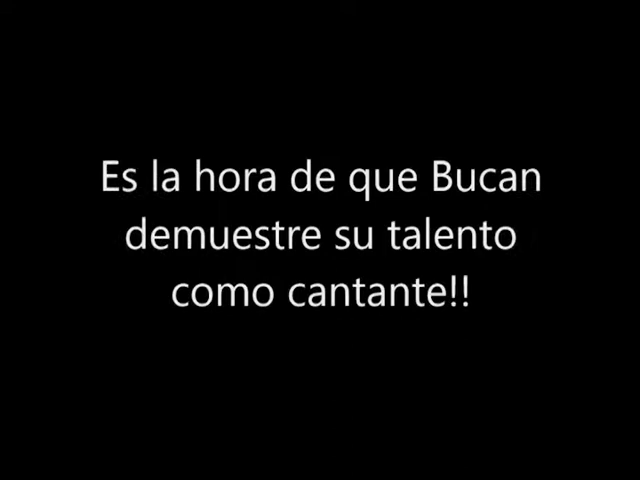 Es la hora de que Bucan
demuestre su talento
como cantante!!